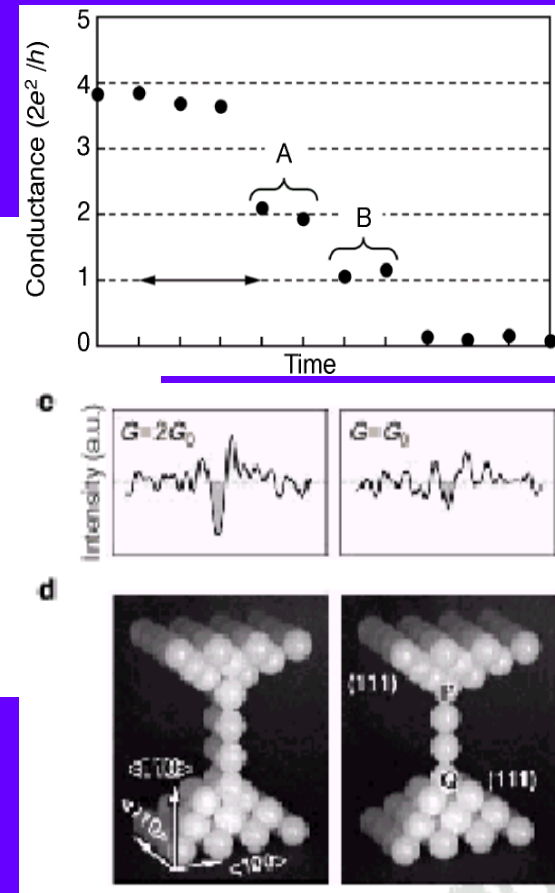 Conductance (2e² /h)
5
4
3
2
1
0
A
B
Time
c
Intensity (a.u.)
G=2G₀
G=G₀
d
(111)
P
Q
(111)